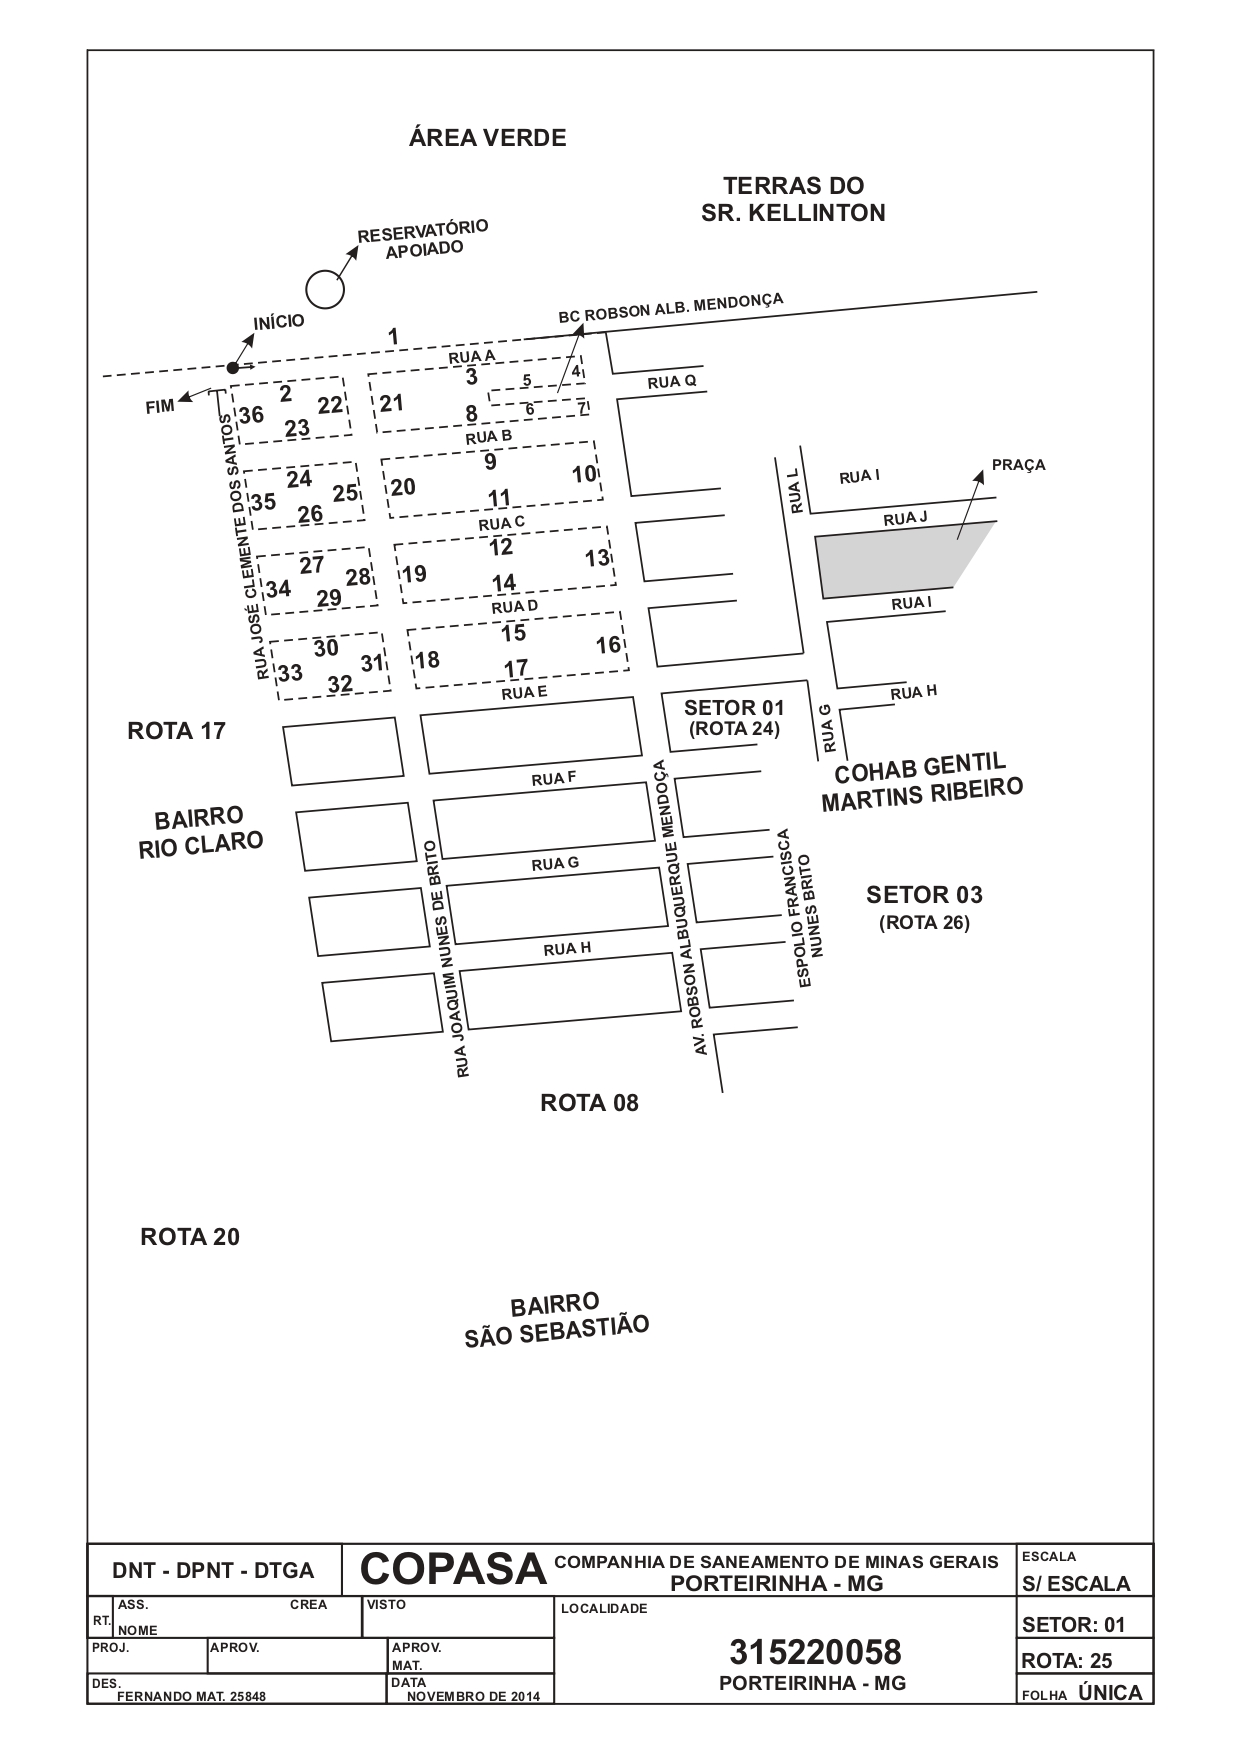 ÁREA VERDE
TERRAS DO
SR. KELLINTON
RESERVATÓRIO
APOIADO
BC ROBSON ALB. MENDONÇA
INÍCIO
1
RUA A
FIM
2
3
4
5
RUA Q
36
22
21
6
7
8
23
RUA B
RUA JOSÉ CLEMENTE DOS SANTOS
9
10
24
25
20
11
35
26
RUA C
RUA L
RUA I
PRAÇA
RUA J
12
13
27
28
19
14
34
29
RUA D
RUA I
15
16
30
31
18
17
33
32
RUA E
RUA H
SETOR 01
(ROTA 24)
RUA G
ROTA 17
COHAB GENTIL
MARTINS RIBEIRO
RUA F
BAIRRO
RIO CLARO
RUA G
RUA H
RUA JOAQUIM NUNES DE BRITO
AV. ROBSON ALBUQUERQUE MENDOÇA
ESPOLIO FRANCISCA
NUNES BRITO
SETOR 03
(ROTA 26)
ROTA 08
ROTA 20
BAIRRO
SÃO SEBASTIÃO
DNT - DPNT - DTGA
COPASA
COMPANHIA DE SANEAMENTO DE MINAS GERAIS
PORTEIRINHA - MG
ESCALA
S/ ESCALA
RT.
ASS.
CREA
NOME
VISTO
LOCALIDADE
315220058
PORTEIRINHA - MG
SETOR: 01
PROJ.
APROV.
APROV.
MAT.
ROTA: 25
DES.
FERNANDO MAT. 25848
DATA
NOVEMBRO DE 2014
FOLHA ÚNICA